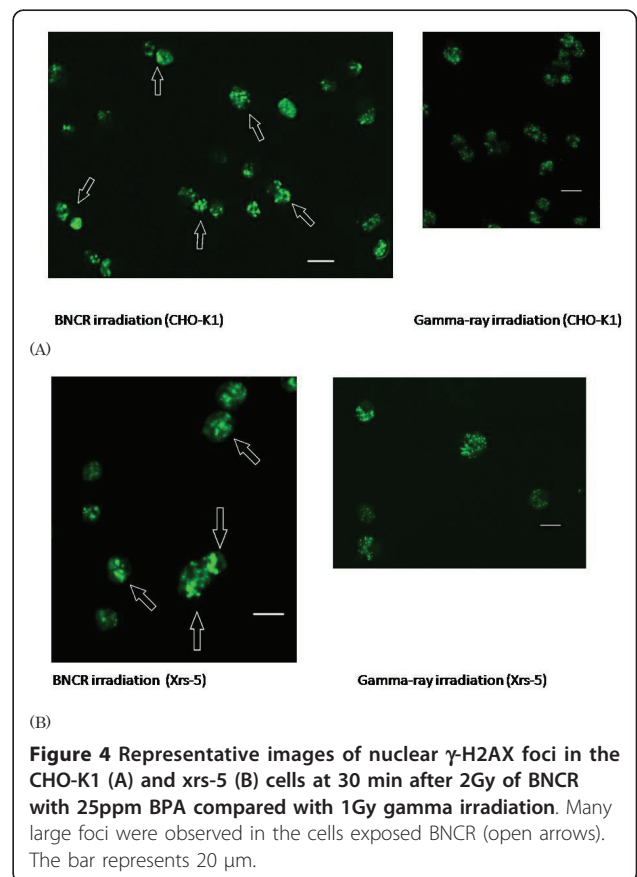 BNCR irradiation (CHO-K1) Gamma-ray irradiation (CHO-K1)
(A)
BNCR irradiation (Xrs-5) Gamma-ray irradiation (Xrs-5)
(B)
Figure 4 Representative images of nuclear γ-H2AX foci in the
CHO-K1 (A) and xrs-5 (B) cells at 30 min after 2Gy of BNCR
with 25ppm BPA compared with 1Gy gamma irradiation. Many
large foci were observed in the cells exposed BNCR (open arrows).
The bar represents 20 μm.